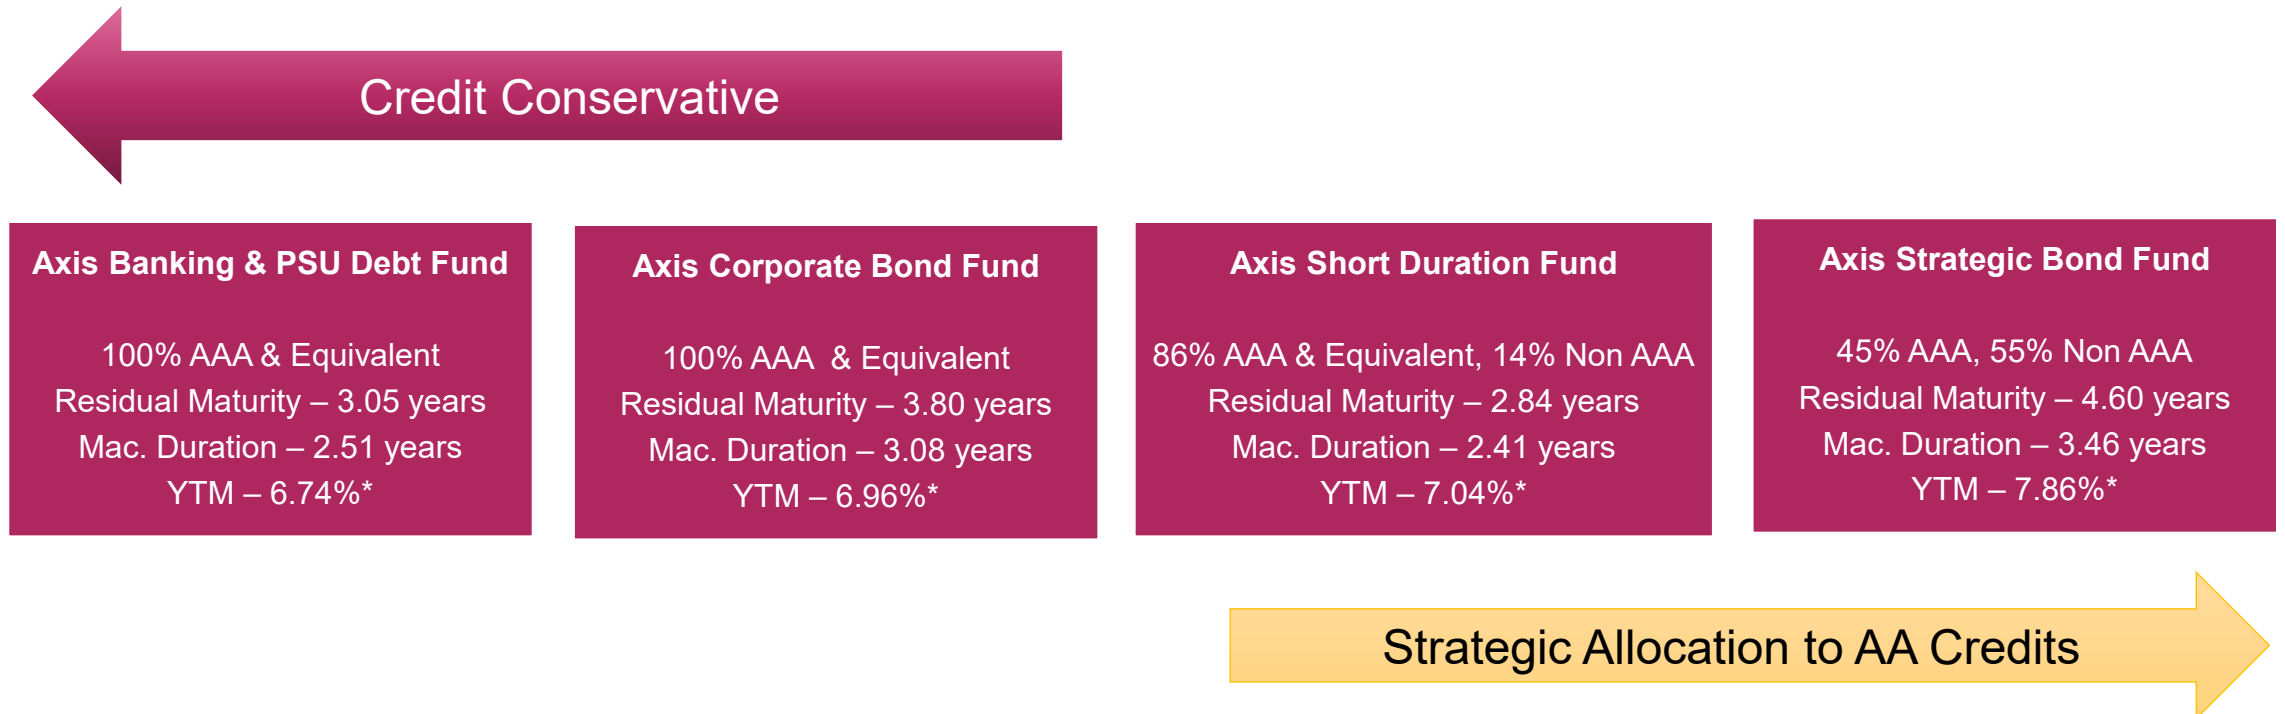 Credit Conservative
Axis Banking & PSU Debt Fund
100% AAA & Equivalent
Residual Maturity – 3.05 years
Mac. Duration – 2.51 years
YTM – 6.74%*
Axis Corporate Bond Fund
100% AAA & Equivalent
Residual Maturity – 3.80 years
Mac. Duration – 3.08 years
YTM – 6.96%*
Axis Short Duration Fund
86% AAA & Equivalent, 14% Non AAA
Residual Maturity – 2.84 years
Mac. Duration – 2.41 years
YTM – 7.04%*
Axis Strategic Bond Fund
45% AAA, 55% Non AAA
Residual Maturity – 4.60 years
Mac. Duration – 3.46 years
YTM – 7.86%*
Strategic Allocation to AA Credits